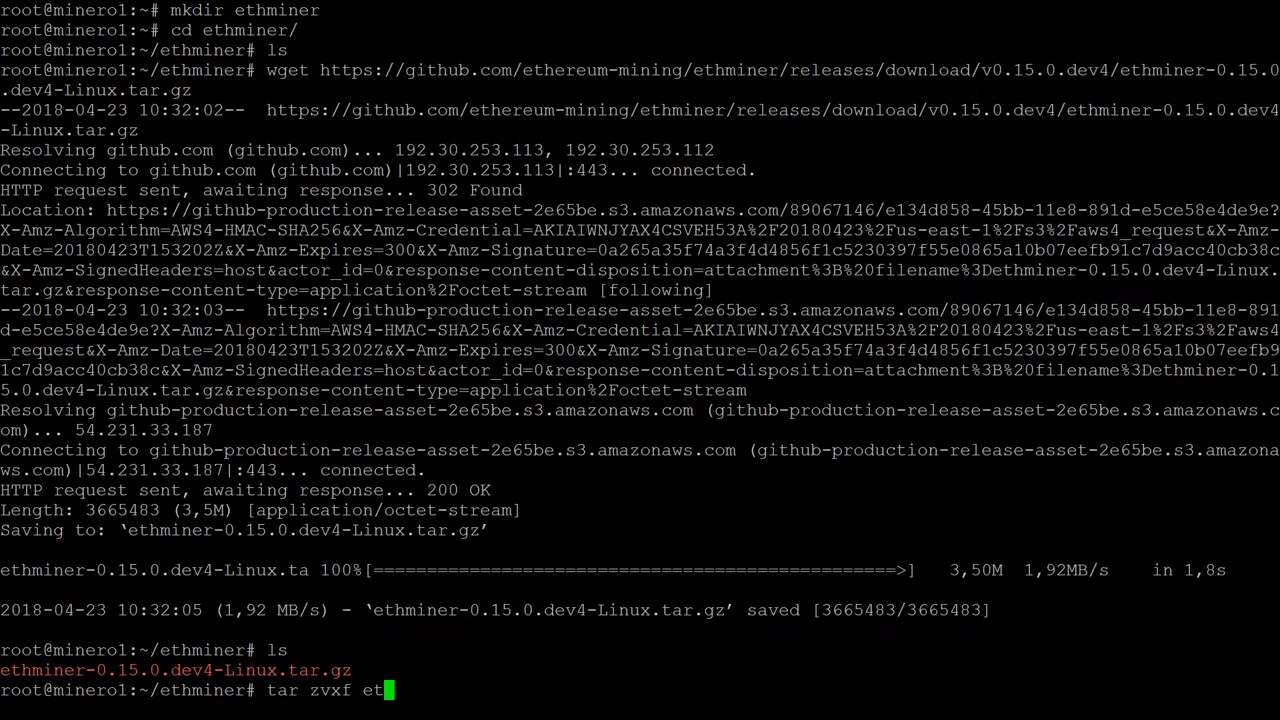 root@minero1:~# mkdir ethminer
root@minero1:~# cd ethminer/
root@minero1:~/ethminer# ls
root@minero1:~/ethminer# wget https://github.com/ethereum-mining/ethminer/releases/download/v0.15.0.dev4/ethminer-0.15.0
.dev4-Linux.tar.gz
--2018-04-23 10:32:02--  https://github.com/ethereum-mining/ethminer/releases/download/v0.15.0.dev4/ethminer-0.15.0.dev4
-Linux.tar.gz
Resolving github.com (github.com)... 192.30.253.113, 192.30.253.112
Connecting to github.com (github.com)|192.30.253.113|:443... connected.
HTTP request sent, awaiting response... 302 Found
Location: https://github-production-release-asset-2e65be.s3.amazonaws.com/89067146/e134d858-45bb-11e8-891d-e5ce58e4de9e?
X-Amz-Algorithm=AWS4-HMAC-SHA256&X-Amz-Credential=AKIAIWNJYAX4CSVEH53A%2F20180423%2Fus-east-1%2Fs3%2Faws4_request&X-Amz-
Date=20180423T153202Z&X-Amz-Expires=300&X-Amz-Signature=0a265a35f74a3f4d4856f1c5230397f55e0865a10b07eefb91c7d9acc40cb38c
&X-Amz-SignedHeaders=host&actor_id=0&response-content-disposition=attachment%3B%20filename%3Dethminer-0.15.0.dev4-Linux.
tar.gz&response-content-type=application%2Foctet-stream [following]
--2018-04-23 10:32:03--  https://github-production-release-asset-2e65be.s3.amazonaws.com/89067146/e134d858-45bb-11e8-891
d-e5ce58e4de9e?X-Amz-Algorithm=AWS4-HMAC-SHA256&X-Amz-Credential=AKIAIWNJYAX4CSVEH53A%2F20180423%2Fus-east-1%2Fs3%2Faws4
_request&X-Amz-Date=20180423T153202Z&X-Amz-Expires=300&X-Amz-Signature=0a265a35f74a3f4d4856f1c5230397f55e0865a10b07eefb9
1c7d9acc40cb38c&X-Amz-SignedHeaders=host&actor_id=0&response-content-disposition=attachment%3B%20filename%3Dethminer-0.1
5.0.dev4-Linux.tar.gz&response-content-type=application%2Foctet-stream
Resolving github-production-release-asset-2e65be.s3.amazonaws.com (github-production-release-asset-2e65be.s3.amazonaws.c
om)... 54.231.33.187
Connecting to github-production-release-asset-2e65be.s3.amazonaws.com (github-production-release-asset-2e65be.s3.amazona
ws.com)|54.231.33.187|:443... connected.
HTTP request sent, awaiting response... 200 OK
Length: 3665483 (3,5M) [application/octet-stream]
Saving to: ‘ethminer-0.15.0.dev4-Linux.tar.gz’
ethminer-0.15.0.dev4-Linux.ta 100%[=================================================>]   3,50M  1,92MB/s    in 1,8s
2018-04-23 10:32:05 (1,92 MB/s) - ‘ethminer-0.15.0.dev4-Linux.tar.gz’ saved [3665483/3665483]
root@minero1:~/ethminer# ls
ethminer-0.15.0.dev4-Linux.tar.gz
root@minero1:~/ethminer# tar zvxf et